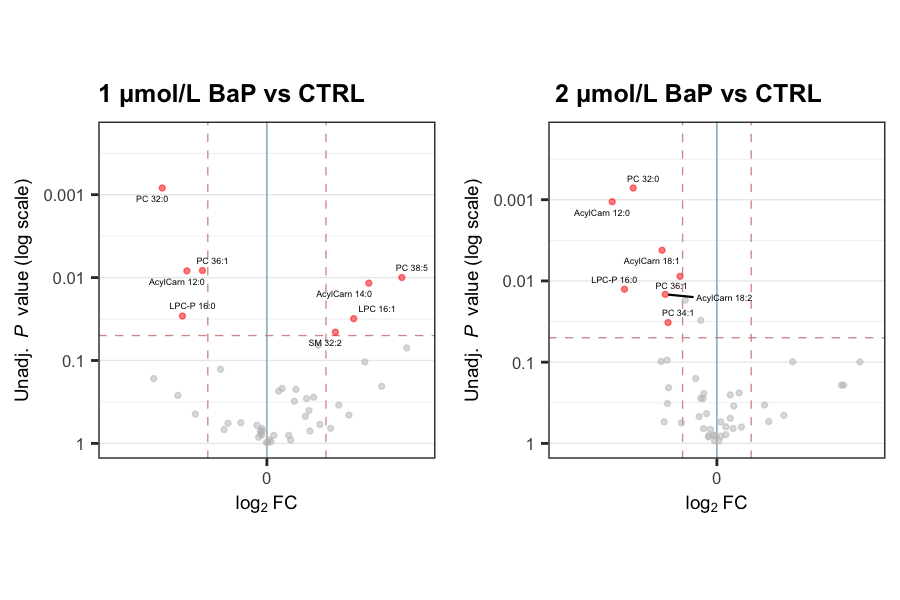 1 µmol/L BaP vs CTRL
Unadj. P value (log scale)
0.001
0.01
0.1
1
PC 32:0
PC 36:1
AcylCarn 12:0
LPC-P 16:0
PC 38:5
AcylCarn 14:0
LPC 16:1
SM 32:2
0
log2 FC
2 µmol/L BaP vs CTRL
Unadj. P value (log scale)
0.001
0.01
0.1
1
PC 32:0
AcylCarn 12:0
AcylCarn 18:1
LPC-P 16:0
PC 36:1
AcylCarn 18:2
PC 34:1
0
log2 FC